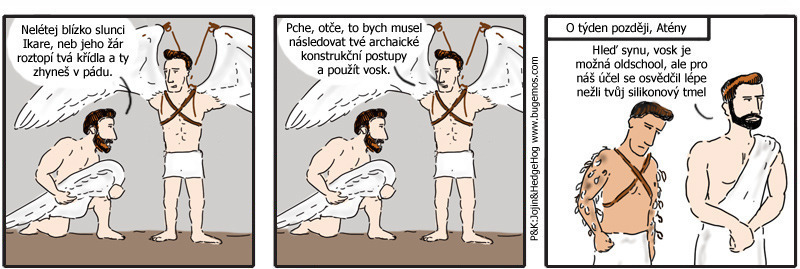 Nelétej blízko slunci
Ikare, neb jeho žár
roztopí tvá křídla a ty
zhyneš v pádu.
Pche, otče, to bych musel
následovat tvé archaické
konstrukční postupy
a použít vosk.
P&K:Jojin&HedgeHog www.bugemos.com
O týden později, Atény
Hleď synu, vosk je
možná oldschool, ale pro
náš účel se osvědčil lépe
nežli tvůj silikonový tmel